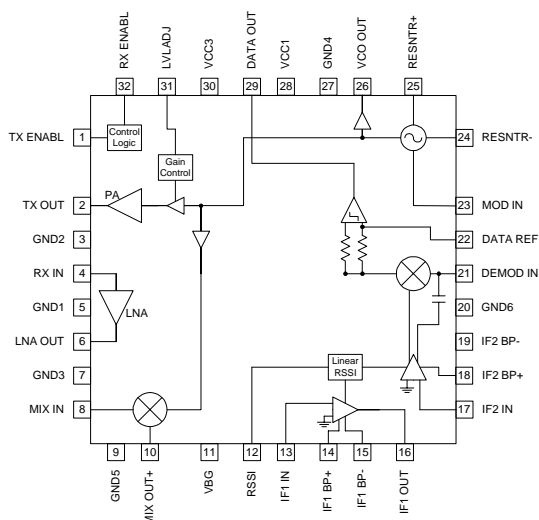 RX ENABL
LVLADJ
VCC3
DATA OUT
VCC1
GND4
VCO OUT
RESNTR+
32
31
30
29
28
27
26
25
TX ENABL
1
Control
Logic
24
RESNTR-
Gain
Control
TX OUT
2
PA
23
MOD IN
GND2
3
22
DATA REF
RX IN
4
21
DEMOD IN
GND1
5
LNA
20
GND6
LNA OUT
6
19
IF2 BP-
GND3
7
Linear
RSSI
18
IF2 BP+
MIX IN
8
17
IF2 IN
9
10
11
12
13
14
15
16
GND5
MIX OUT+
VBG
RSSI
IF1 IN
IF1 BP+
IF1 BP-
IF1 OUT